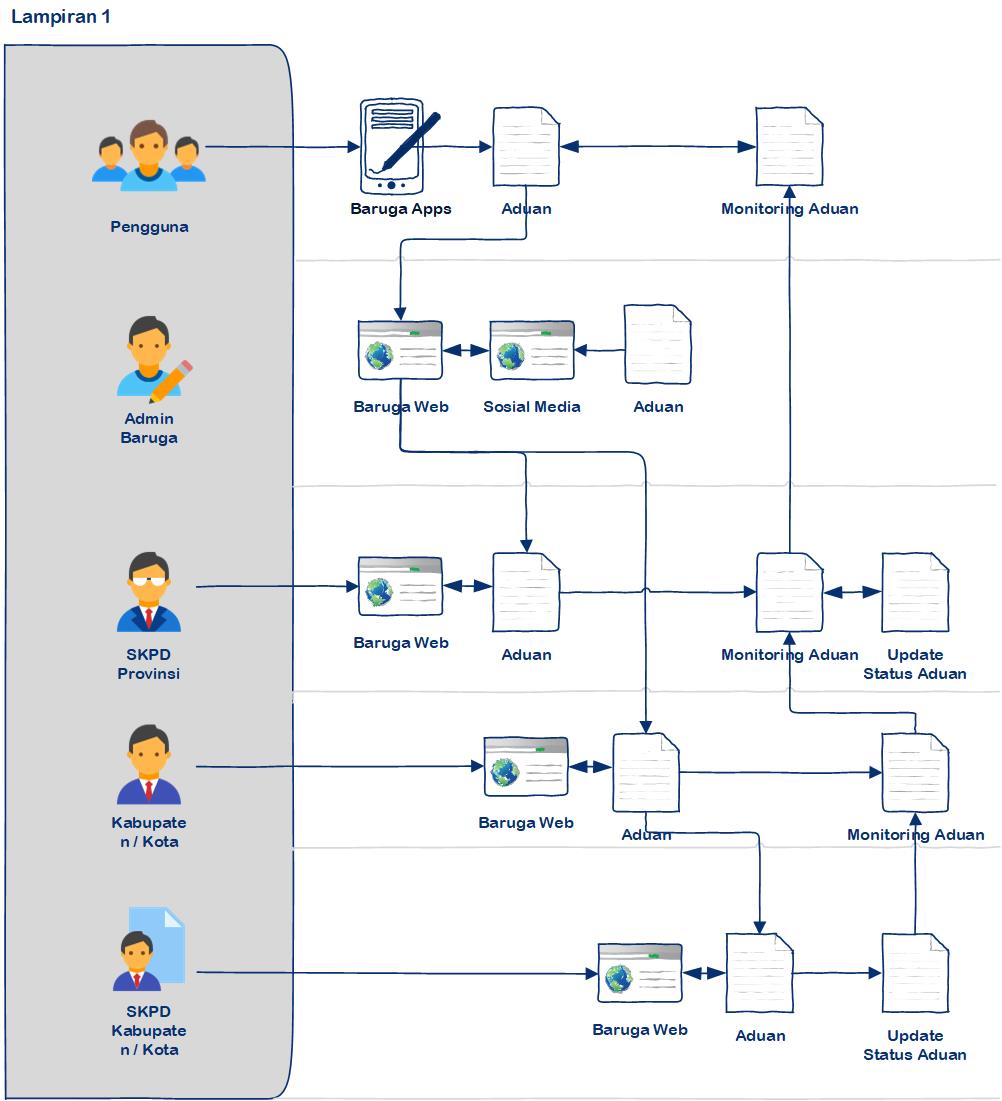 Lampiran 1
Pengguna
Baruga Apps
Aduan
Monitoring Aduan
Admin
Baruga
Baruga Web
Sosial Media
Aduan
SKPD
Provinsi
Baruga Web
Aduan
Monitoring Aduan
Update
Status Aduan
Kabupate
n / Kota
Baruga Web
Aduan
Monitoring Aduan
SKPD
Kabupate
n / Kota
Baruga Web
Aduan
Update
Status Aduan